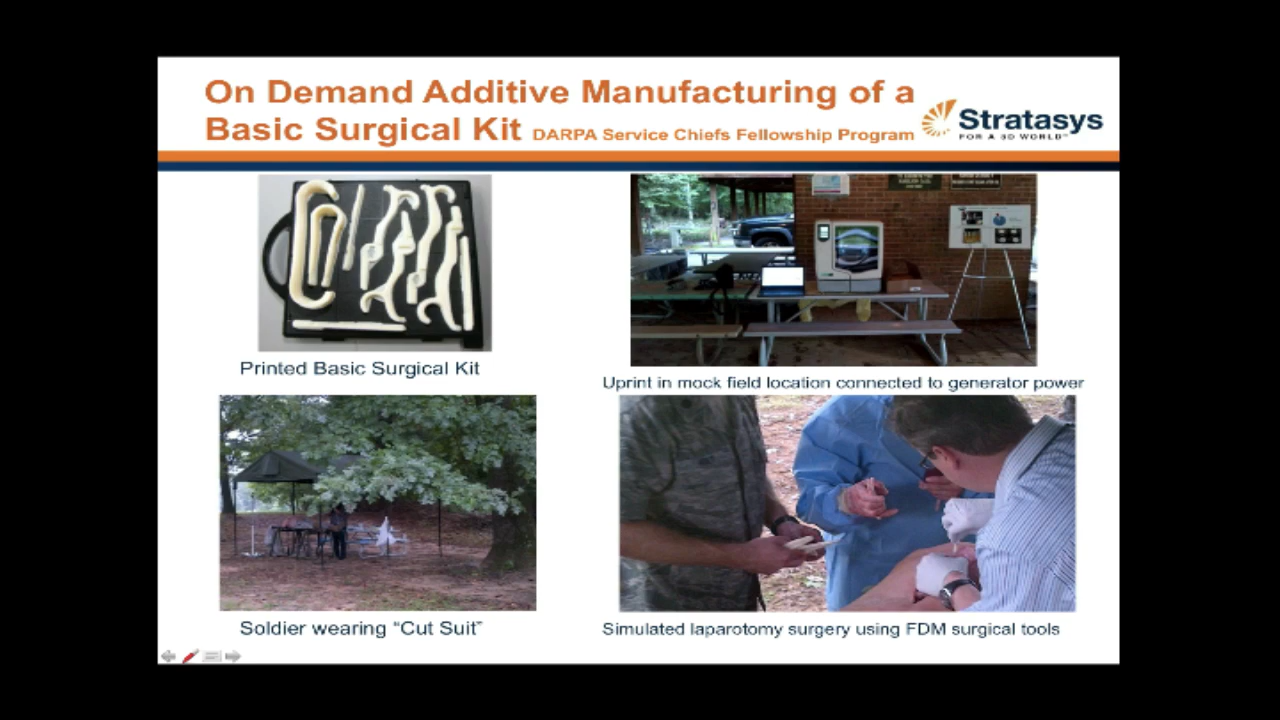 On Demand Additive Manufacturing of a
Basic Surgical Kit DARPA Service Chiefs Fellowship Program
Stratasys
FOR A 3D WORLD™
Printed Basic Surgical Kit
Uprint in mock field location connected to generator power
Soldier wearing “Cut Suit”
Simulated laparotomy surgery using FDM surgical tools